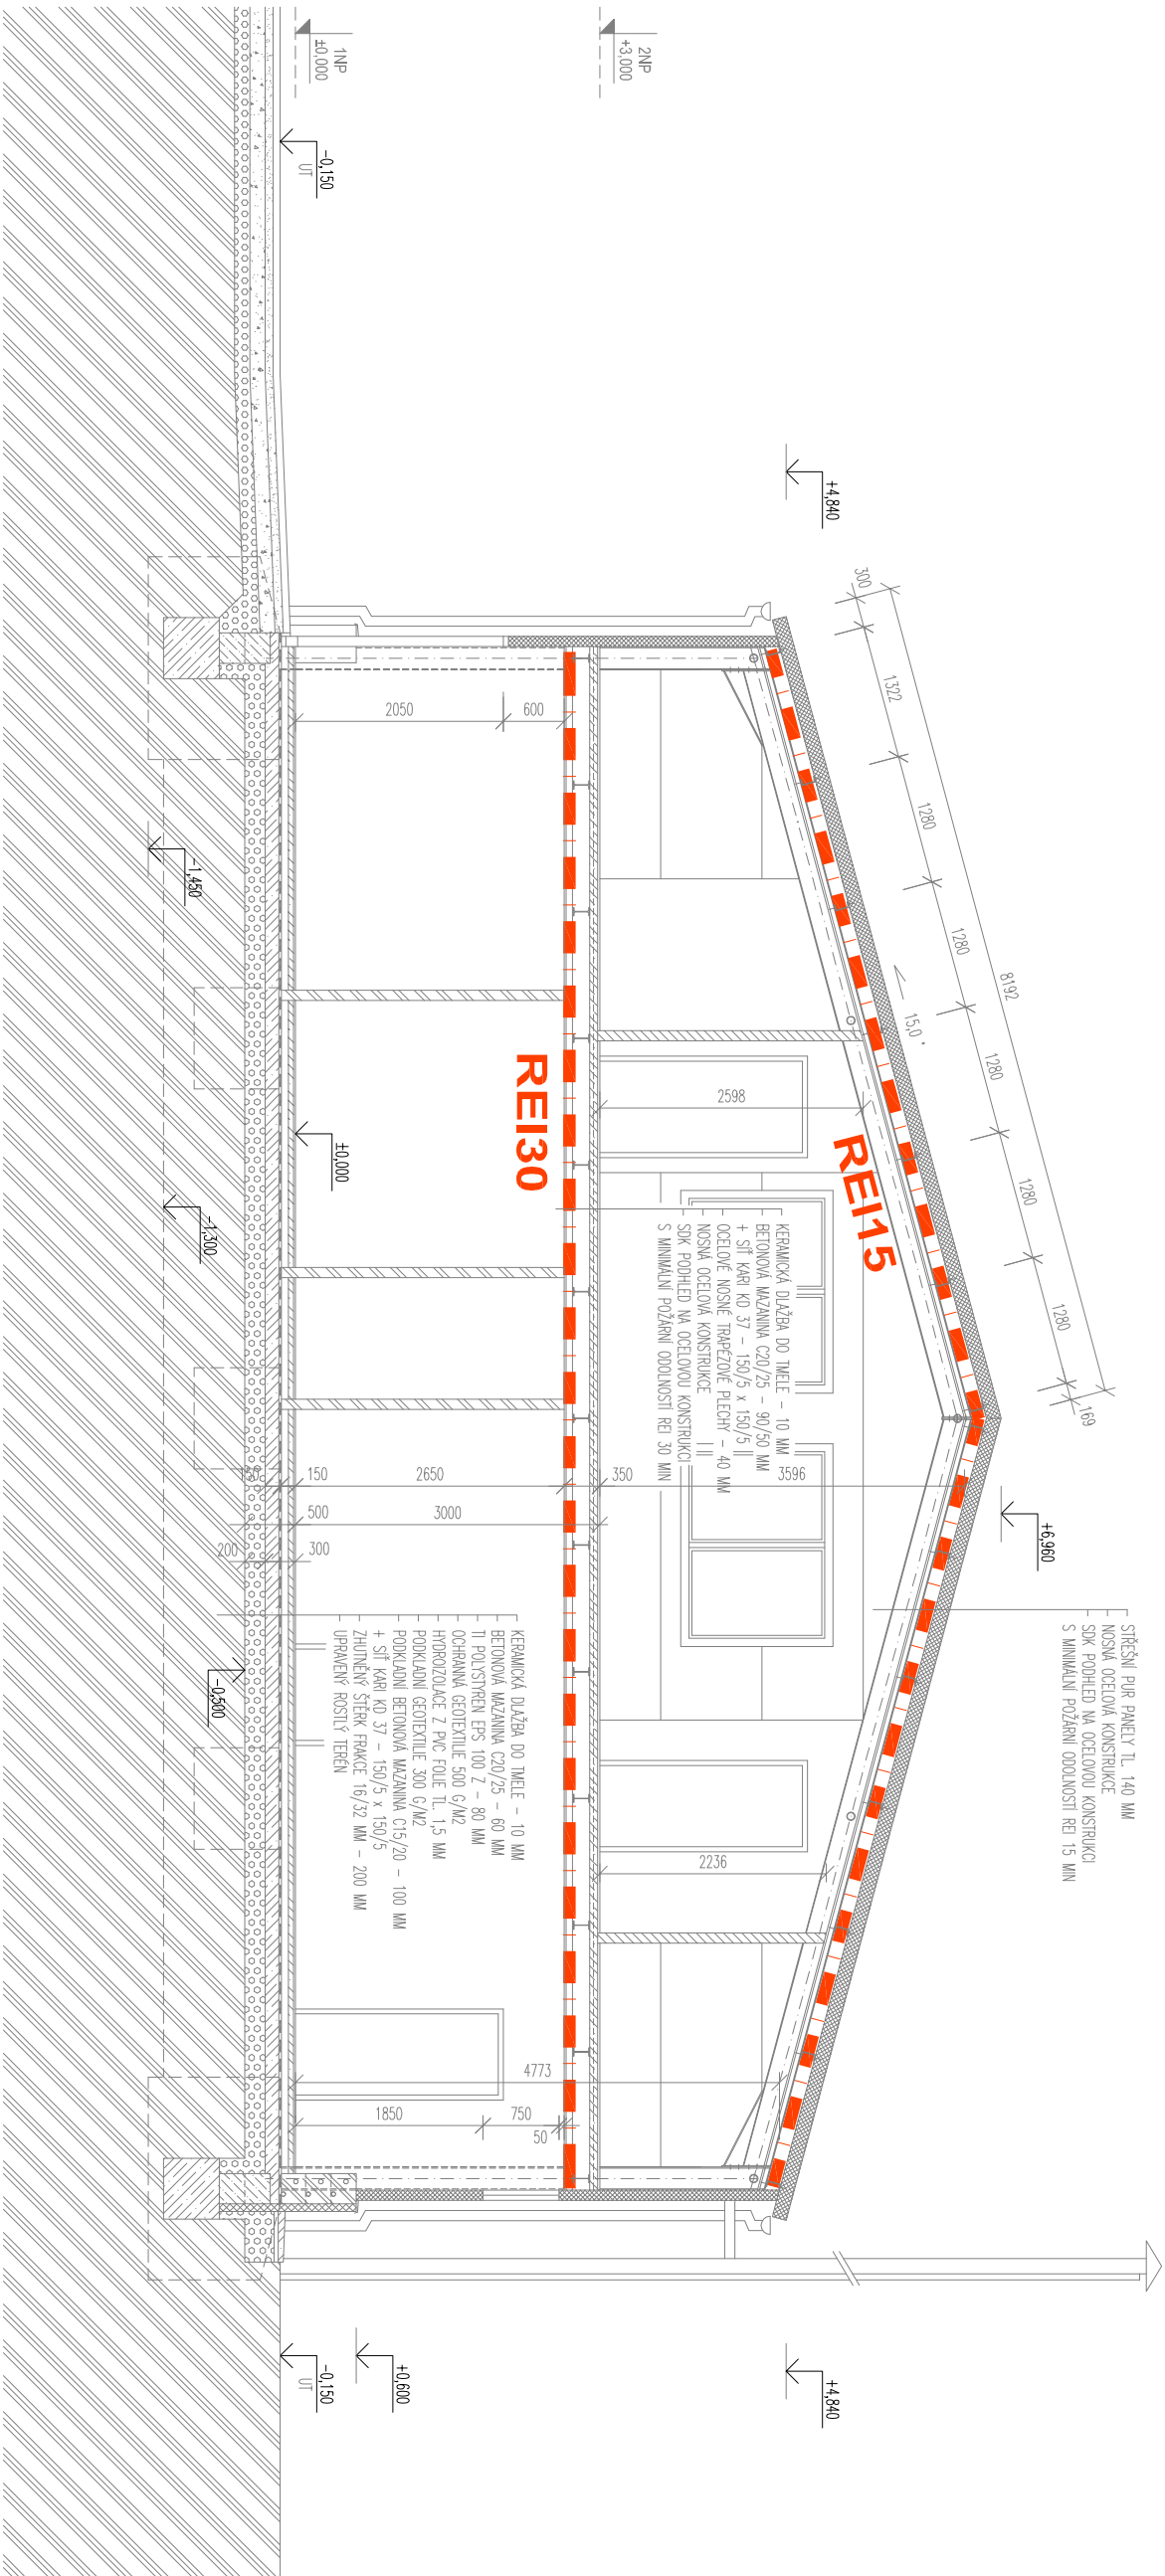 2NP
+3,000
1NP
±0,000
-0,150
UT
+4,840
300
1322
1280
1280
1280
1280
1280
169
8192
15,0 °
+6,960
STŘEŠNÍ PUR PANELY TL. 140 MM
NOSNÁ OCELOVÁ KONSTRUKCE
SDK PODHLED NA OCELOVOU KONSTRUKCI
S MINIMÁLNÍ POŽÁRNÍ ODOLNOSTÍ REI 15 MIN
REI15
2598
KERAMICKÁ DLAŽBA DO TMELE - 10 MM
BETONOVÁ MAZANINA C20/25 - 90/50 MM
+ SÍŤ KARI KD 37 - 150/5 x 150/5
OCELOVÉ NOSNÉ TRAPÉZOVÉ PLECHY - 40 MM
NOSNÁ OCELOVÁ KONSTRUKCE
SDK PODHLED NA OCELOVOU KONSTRUKCI
S MINIMÁLNÍ POŽÁRNÍ ODOLNOSTÍ REI 30 MIN
3596
350
2236
REI30
2050
600
±0,000
2650
150
150
3000
500
300
200
KERAMICKÁ DLAŽBA DO TMELE - 10 MM
BETONOVÁ MAZANINA C20/25 - 60 MM
TI POLYSTYREN EPS 100 Z - 80 MM
OCHRANNÁ GEOTEXTILIE 500 G/M2
HYDROIZOLACE Z PVC FOLIE TL. 1,5 MM
PODKLADNÍ GEOTEXTILIE 300 G/M2
PODKLADNÍ BETONOVÁ MAZANINA C15/20 - 100 MM
+ SÍŤ KARI KD 37 - 150/5 x 150/5
ZHUTNĚNÝ ŠTĚRK FRAKCE 16/32 MM - 200 MM
UPRAVENÝ ROSTLÝ TERÉN
4773
1850
750
50
-1,450
-1,300
-0,500
+4,840
+0,600
-0,150
UT